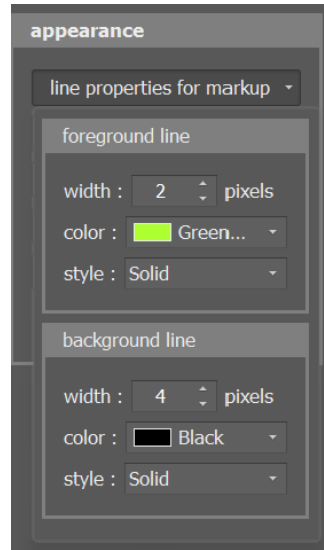 appearance
line properties for markup
foreground line
width : 2 pixels
color : Green...
style : Solid
background line
width : 4 pixels
color : Black
style : Solid